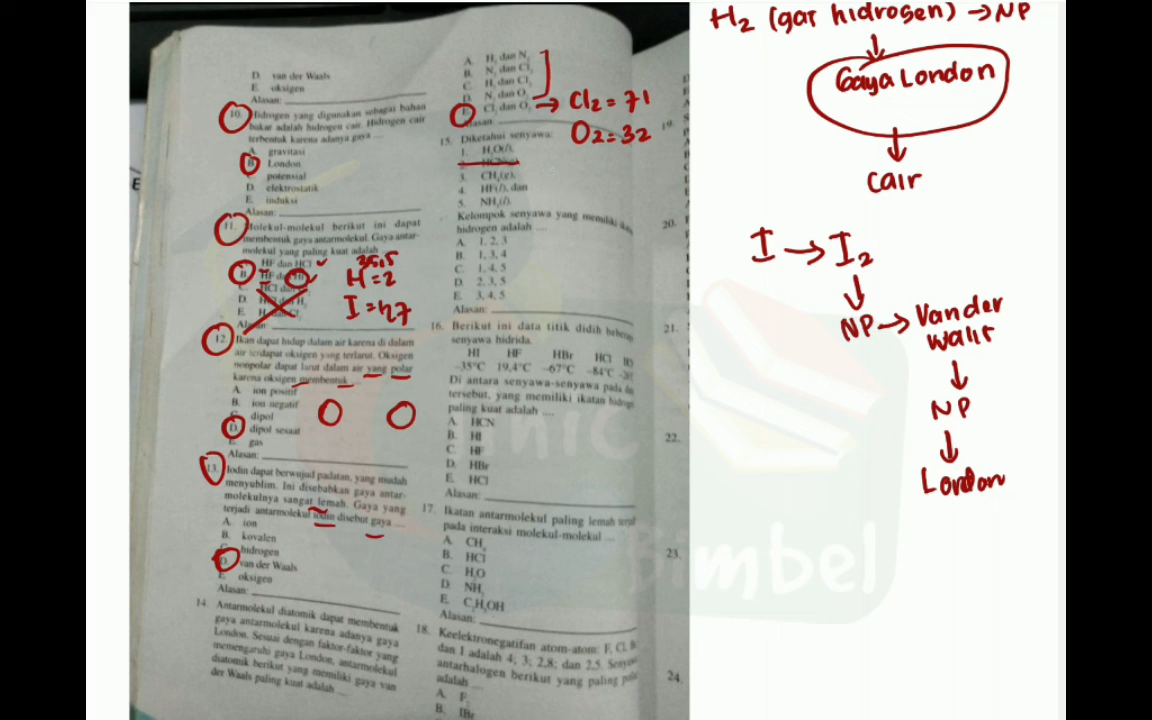 D. van der Waals
E. oksigen
Alasan:
10. Hidrogen yang digunakan sebagai bahan
bakar adalah hidrogen cair. Hidrogen cair
terbentuk karena adanya gaya ....
A. gravitasi
B. London
C. potensial
D. elektrostatik
E. induksi
Alasan:
11. Molekul-molekul berikut ini dapat
membentuk gaya antarmolekul. Gaya antar-
molekul yang paling kuat adalah
HF dan HCl
B. HF dan
HCl dan
D.
E.
Alasan:
35,5
H = 2
I = 127
12. Ikan dapat hidup dalam air karena di dalam
air terdapat oksigen yang terlarut. Oksigen
nonpolar dapat larut dalam air yang polar
karena oksigen membentuk
A. ion positif
B. ion negatif
C. dipol
D. dipol sesaat
E. gas
Alasan:
13. Iodin dapat berwujud padatan, yang mudah
menyublim. Ini disebabkan gaya antar-
molekulnya sangat lemah. Gaya yang
terjadi antarmolekul iodin disebut gaya ....
A. ion
B. kovalen
C. hidrogen
D. van der Waals
E. oksigen
Alasan:
14. Antarmolekul diatomik dapat membentuk
gaya antarmolekul karena adanya gaya
London. Sesuai dengan faktor-faktor yang
memengaruhi gaya London, antarmolekul
diatomik berikut yang memiliki gaya van
der Waals paling kuat adalah ....
A. H₂ dan N₂
B. N₂ dan Cl₂
C. H₂ dan Cl₂
D. N₂ dan O₂
E. Cl₂ dan O₂
→ Cl₂ = 71
O₂ = 32
Alasan:
15. Diketahui senyawa:
1. H₂O(l),
3. CH₄(g),
4. HF(l), dan
5. NH₃(l).
Kelompok senyawa yang memiliki
hidrogen adalah ....
A. 1, 2, 3
B. 1, 3, 4
C. 1, 4, 5
D. 2, 3, 5
E. 3, 4, 5
Alasan:
16. Berikut ini data titik didih
senyawa hidrida.
HI HF HBr HCl
-35°C 19,4°C -67°C -84°C
Di antara senyawa-senyawa pada
tersebut, yang memiliki ikatan
paling kuat adalah ....
A. HCN
B. HI
C. HF
D. HBr
E. HCl
Alasan:
17. Ikatan antarmolekul paling lemah
pada interaksi molekul-molekul ....
A. CH₄
B. HCl
C. H₂O
D. NH₃
E. C₂H₅OH
Alasan:
18. Keelektronegatifan atom-atom: F, Cl,
dan I adalah 4; 3; 2,8; dan 2,5.
antarhalogen berikut yang paling
adalah ....
A. F₂
B. IBr
19.
20.
21.
22.
23.
24.
H₂ (gas hidrogen) → NP
↓
Gaya London
↓
Cair
I → I₂
↓
NP → Van der
Walls
↓
NP
↓
London
Bimbel